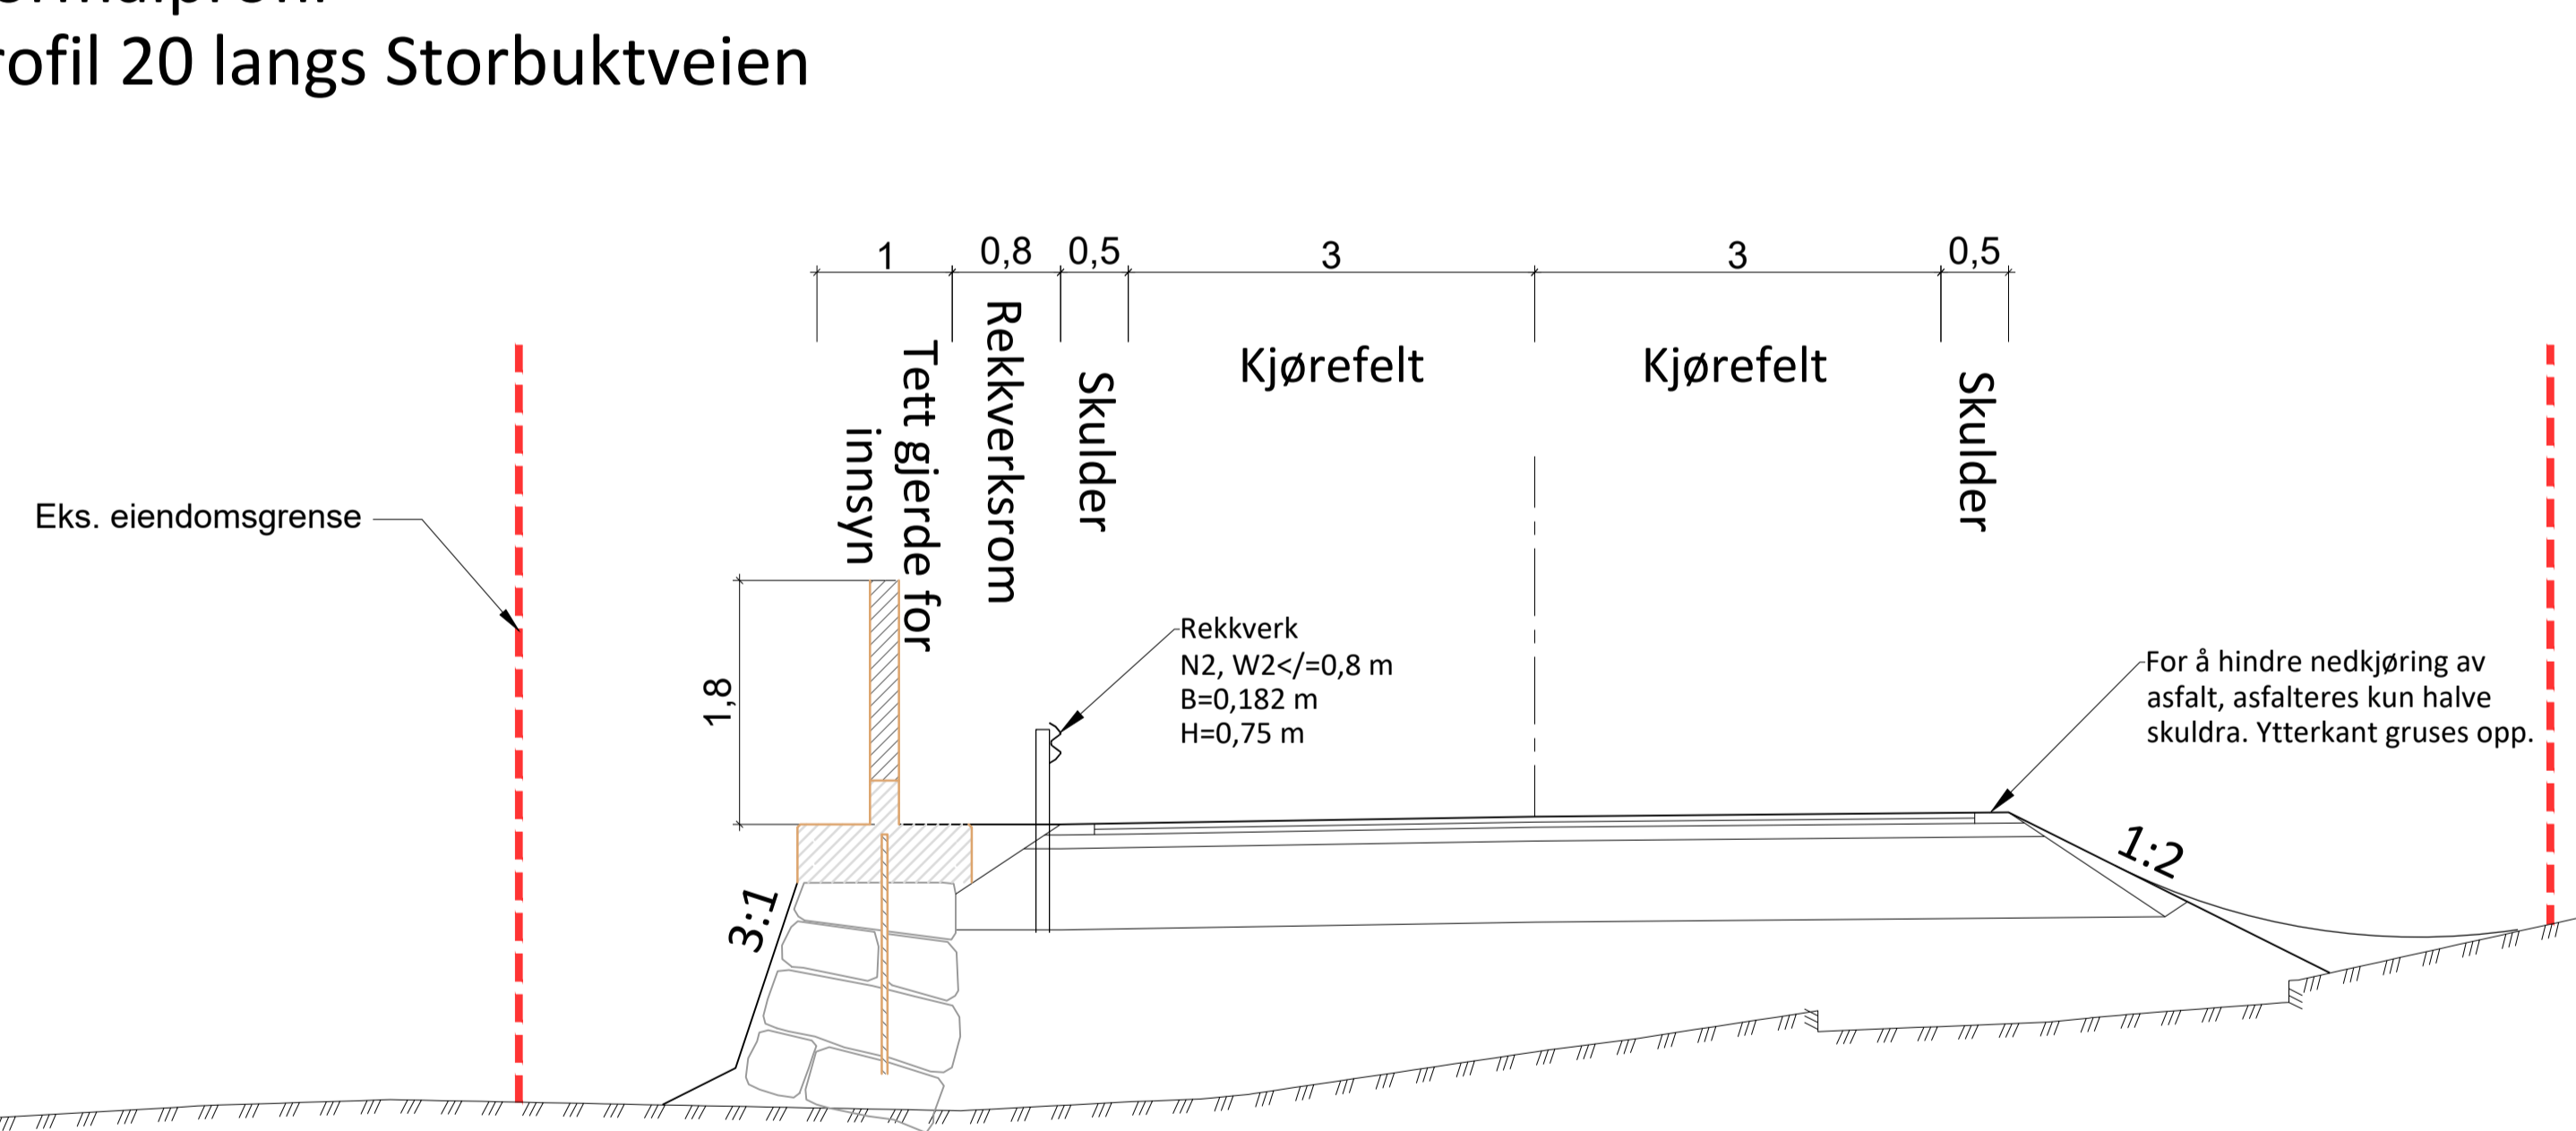 rofil 20 langs Storbuktveien
1
0,8
0,5
3
3
0,5
Tett gjerde for
innsyn
Rekkverksrom
Skulder
Kjørefelt
Kjørefelt
Skulder
Eks. eiendomsgrense
1,8
Rekkverk
N2, W2</=0,8 m
B=0,182 m
H=0,75 m
For å hindre nedkjøring av
asfalt, asfalteres kun halve
skuldra. Ytterkant gruses opp.
3:1
1:2